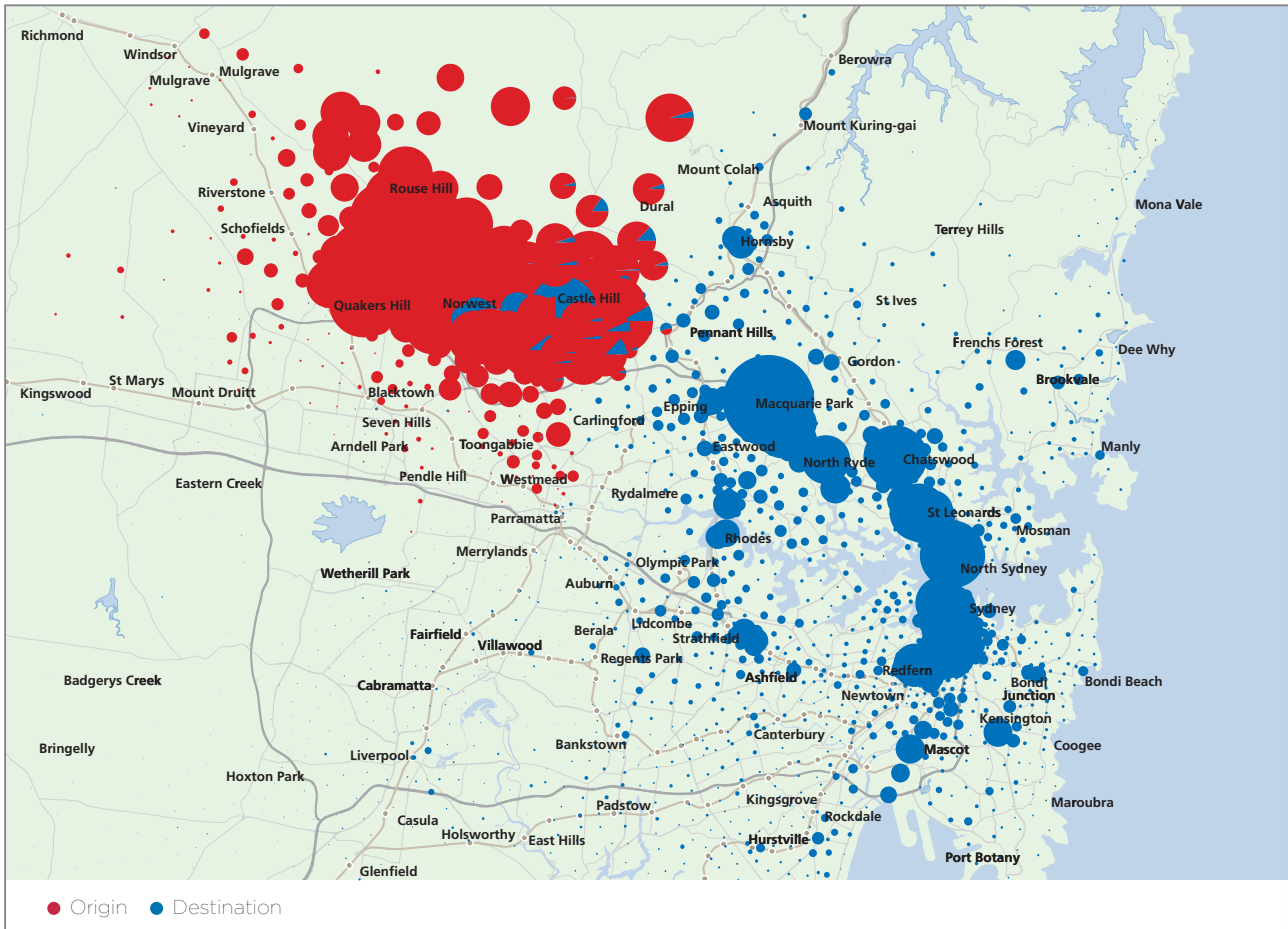 Richmond
Windsor
Berowra
Mulgrave
Mulgrave
Vineyard
Mount Kuring-gai
Mount Colah
Rouse Hill
Riverstone
Asquith
Dural
Mona Vale
Schofields
Terrey Hills
Hornsby
Quakers Hill
Norwest
Castle Hill
St Ives
Pennant Hills
Frenchs Forest
Dee Why
Gordon
St Marys
Brookvale
Kingswood
Mount Druitt
Blacktown
Epping
Macquarie Park
Seven Hills
Carlingford
Arndell Park
Toongabbie
Eastwood
Manly
North Ryde
Chatswood
Pendle Hill
Westmead
Eastern Creek
Rydalmere
Parramatta
St Leonards
Mosman
Rhodes
Merrylands
Olympic Park
North Sydney
Wetherill Park
Auburn
Sydney
Lidcombe
Berala
Fairfield
Strathfield
Villawood
Regents Park
Redfern
Ashfield
Badgerys Creek
Cabramatta
Bondi
Junction
Bondi Beach
Newtown
Kensington
Canterbury
Bankstown
Coogee
Bringelly
Liverpool
Mascot
Hoxton Park
Kingsgrove
Maroubra
Padstow
Casula
Rockdale
Holsworthy
East Hills
Hurstville
Port Botany
Glenfield
Origin
Destination